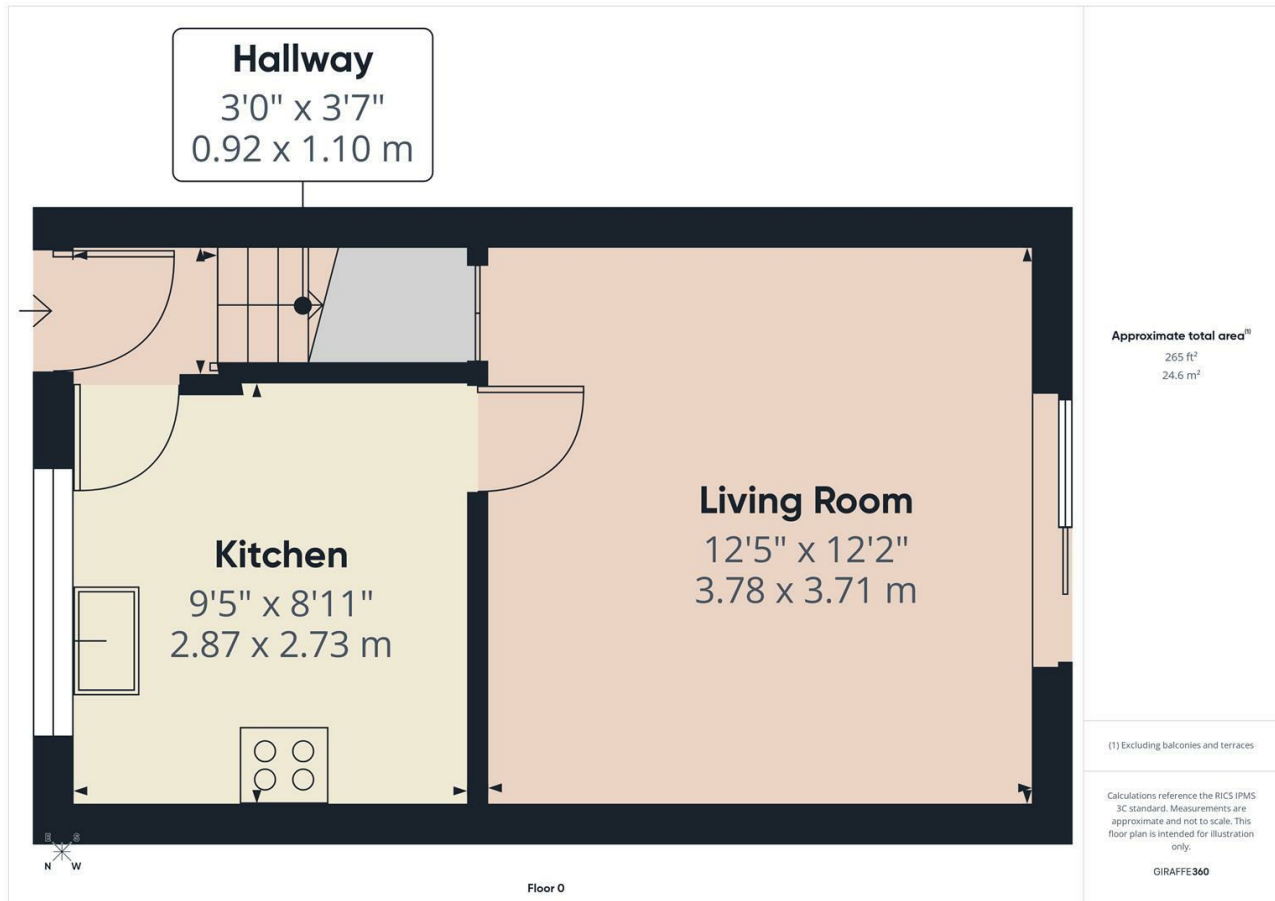 Hallway
3'0" x 3'7"
0.92 x 1.10 m
Living Room
12'5" x 12'2"
3.78 x 3.71 m
Kitchen
9'5" x 8'11"
2.87 x 2.73 m
N W
Floor 0
Approximate total area(1)
265 ft²
24.6 m²
(1) Excluding balconies and terraces
Calculations reference the RICS IPMS
3C standard. Measurements are
approximate and not to scale. This
floor plan is intended for illustration
only.
GIRAFFE360